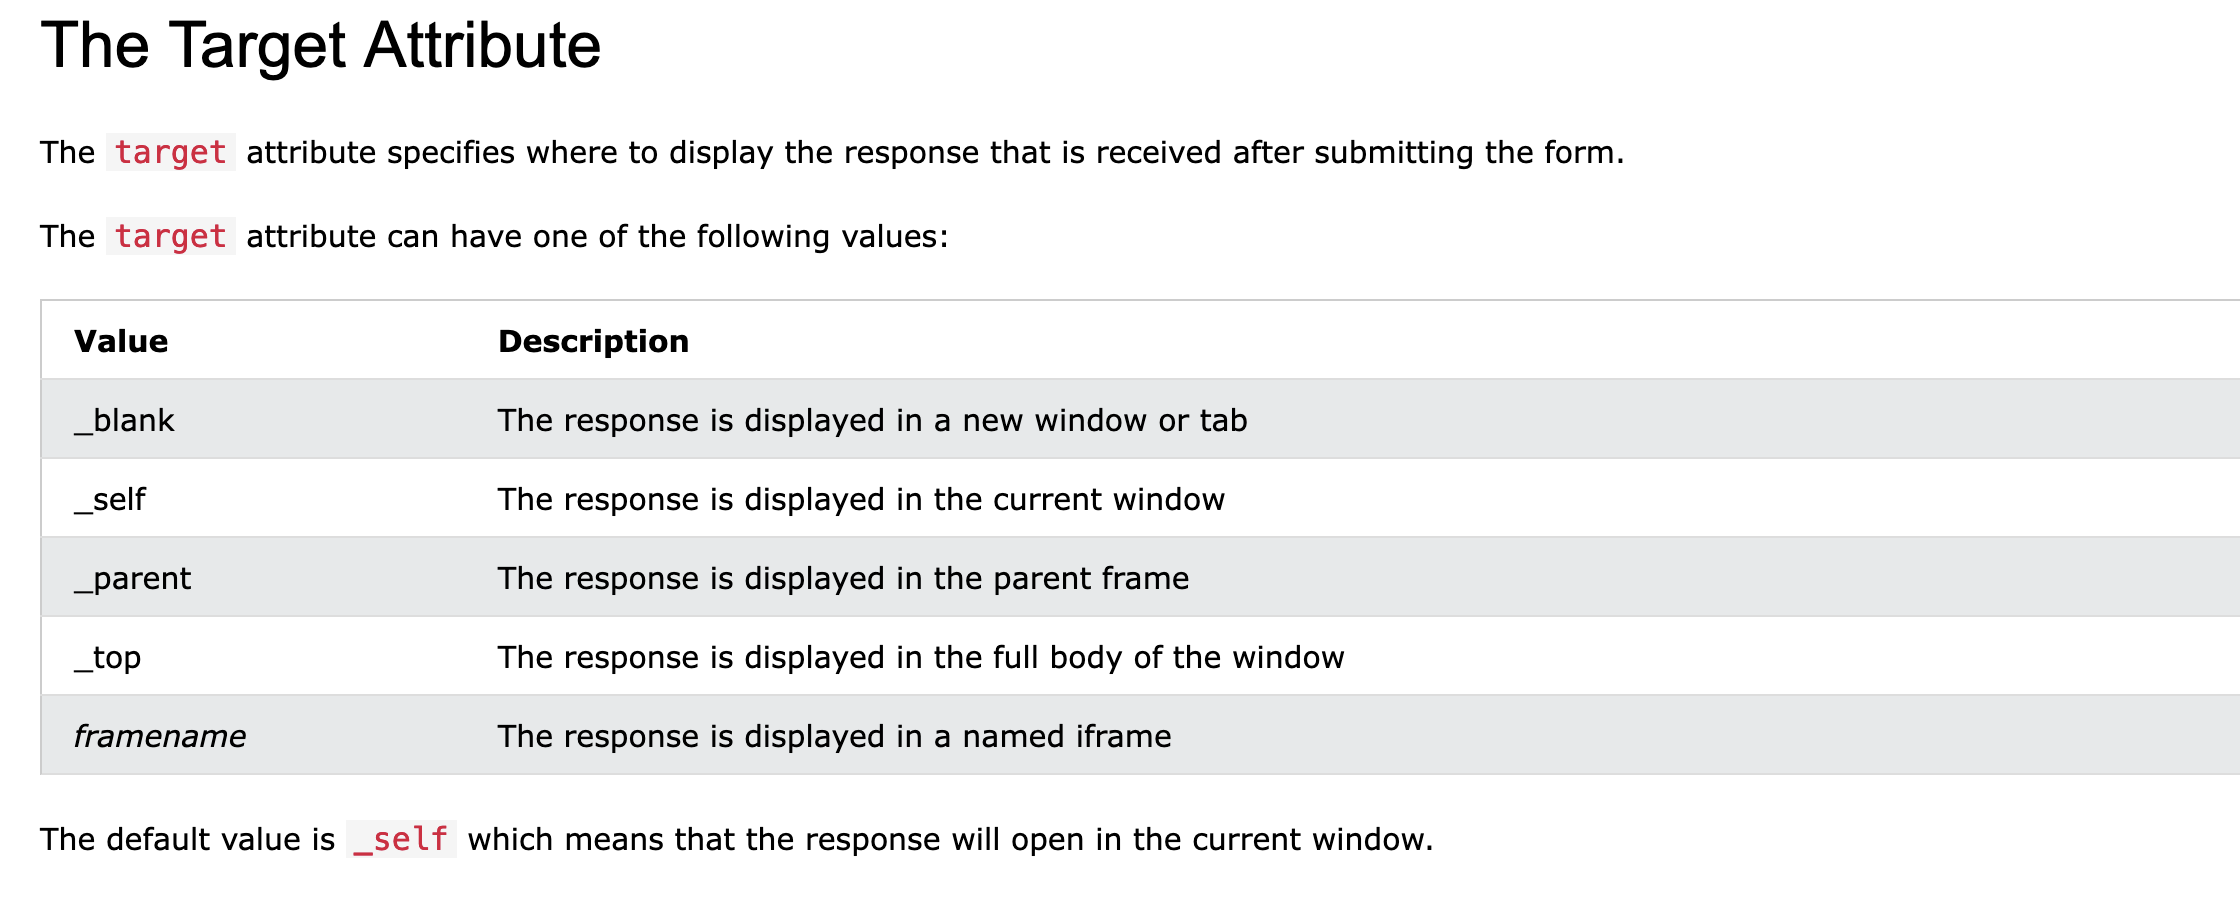 The Target Attribute
The target attribute specifies where to display the response that is received after submitting the form.
The target attribute can have one of the following values:
Value Description
_blank The response is displayed in a new window or tab
_self The response is displayed in the current window
_parent The response is displayed in the parent frame
_top The response is displayed in the full body of the window
framename The response is displayed in a named iframe
The default value is _self which means that the response will open in the current window.